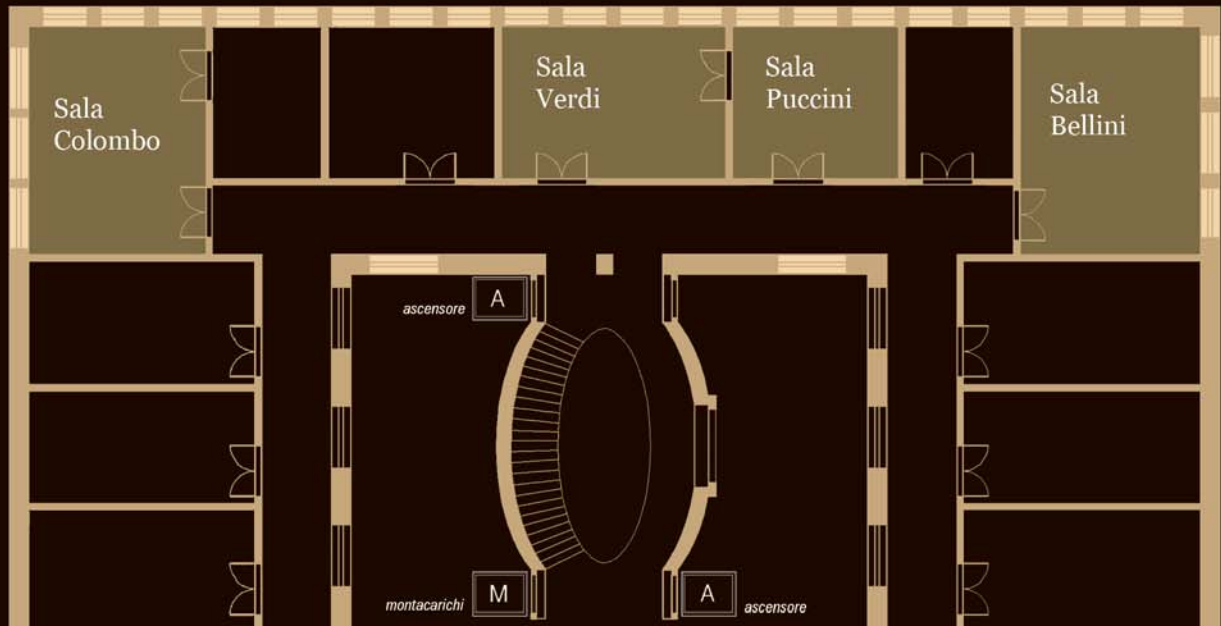 Sala
Verdi
Sala
Puccini
Sala
Colombo
Sala
Bellini
A
ascensore
M
montacarichi
A
ascensore